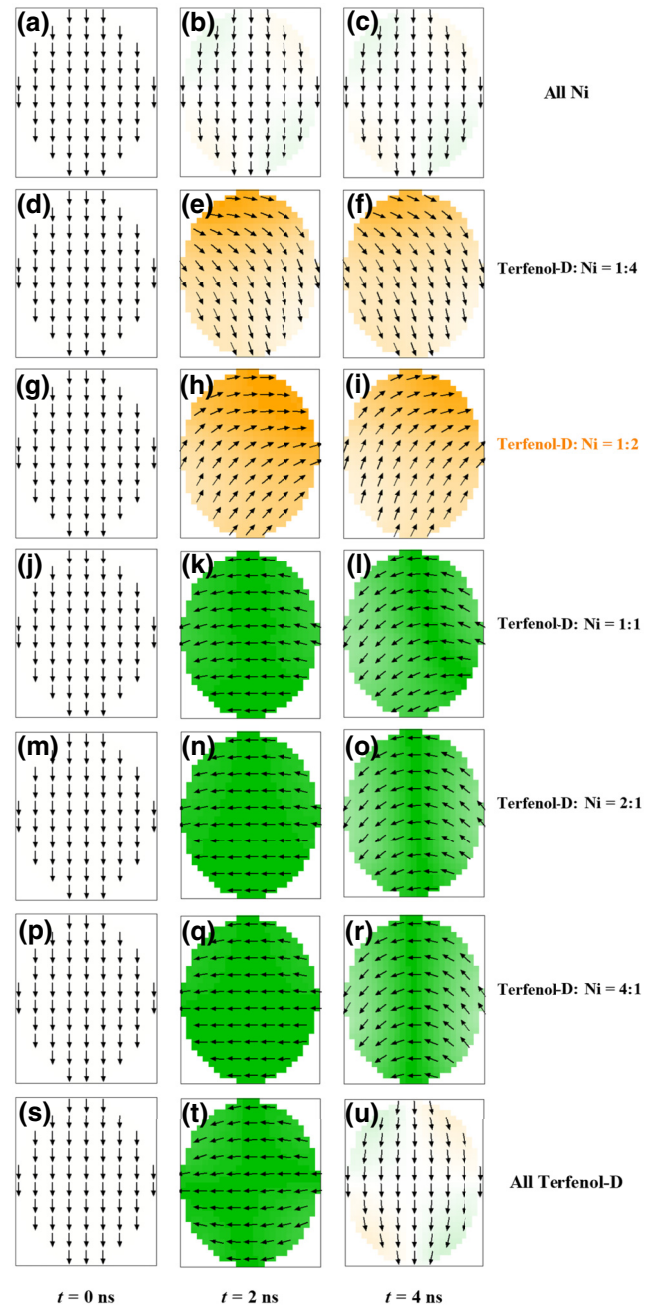 (a) (b) (c)
All Ni
(d) (e) (f)
Terfenol-D: Ni = 1:4
(g) (h) (i)
Terfenol-D: Ni = 1:2
(j) (k) (l)
Terfenol-D: Ni = 1:1
(m) (n) (o)
Terfenol-D: Ni = 2:1
(p) (q) (r)
Terfenol-D: Ni = 4:1
(s) (t) (u)
All Terfenol-D
t = 0 ns t = 2 ns t = 4 ns